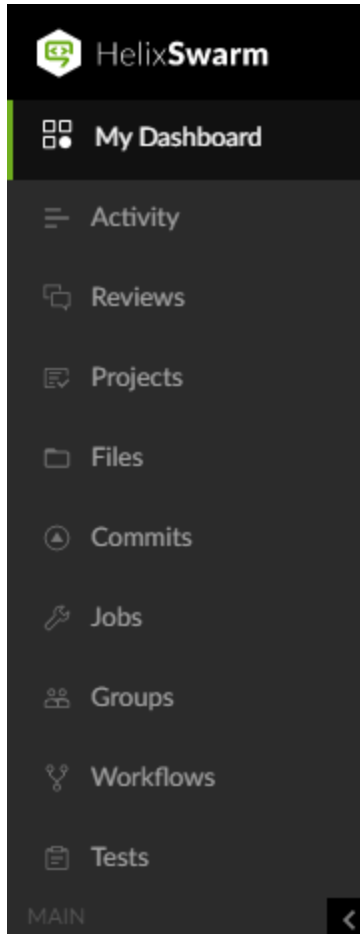 HelixSwarm
My Dashboard
Activity
Reviews
Projects
Files
Commits
Jobs
Groups
Workflows
Tests
MAIN